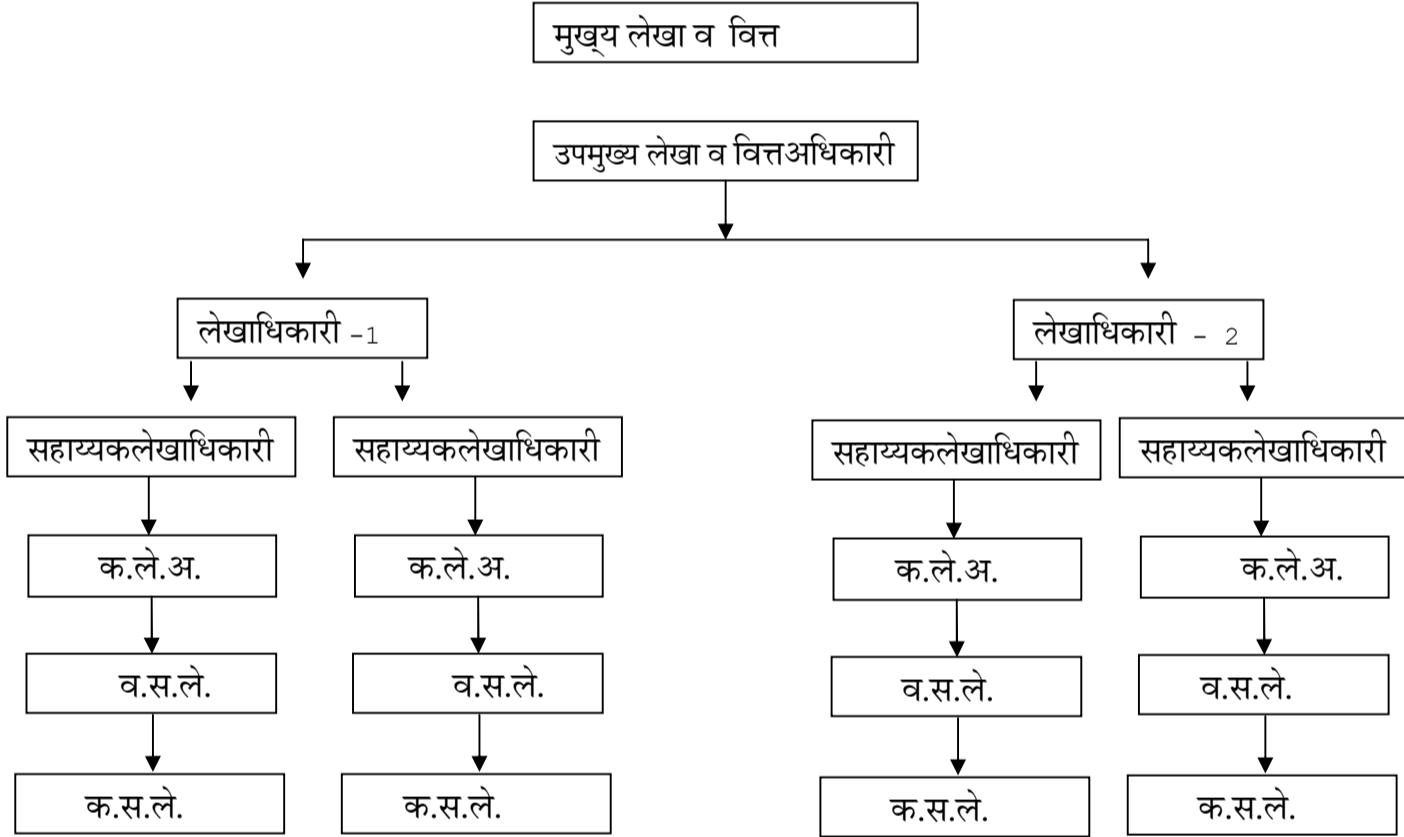 मुख्य लेखा व वित्त
उपमुख्य लेखा व वित्तअधिकारी
लेखाधिकारी -1
लेखाधिकारी - 2
सहाय्यकलेखाधिकारी
सहाय्यकलेखाधिकारी
सहाय्यकलेखाधिकारी
सहाय्यकलेखाधिकारी
क.ले.अ.
क.ले.अ.
क.ले.अ.
क.ले.अ.
व.स.ले.
व.स.ले.
व.स.ले.
व.स.ले.
क.स.ले.
क.स.ले.
क.स.ले.
क.स.ले.